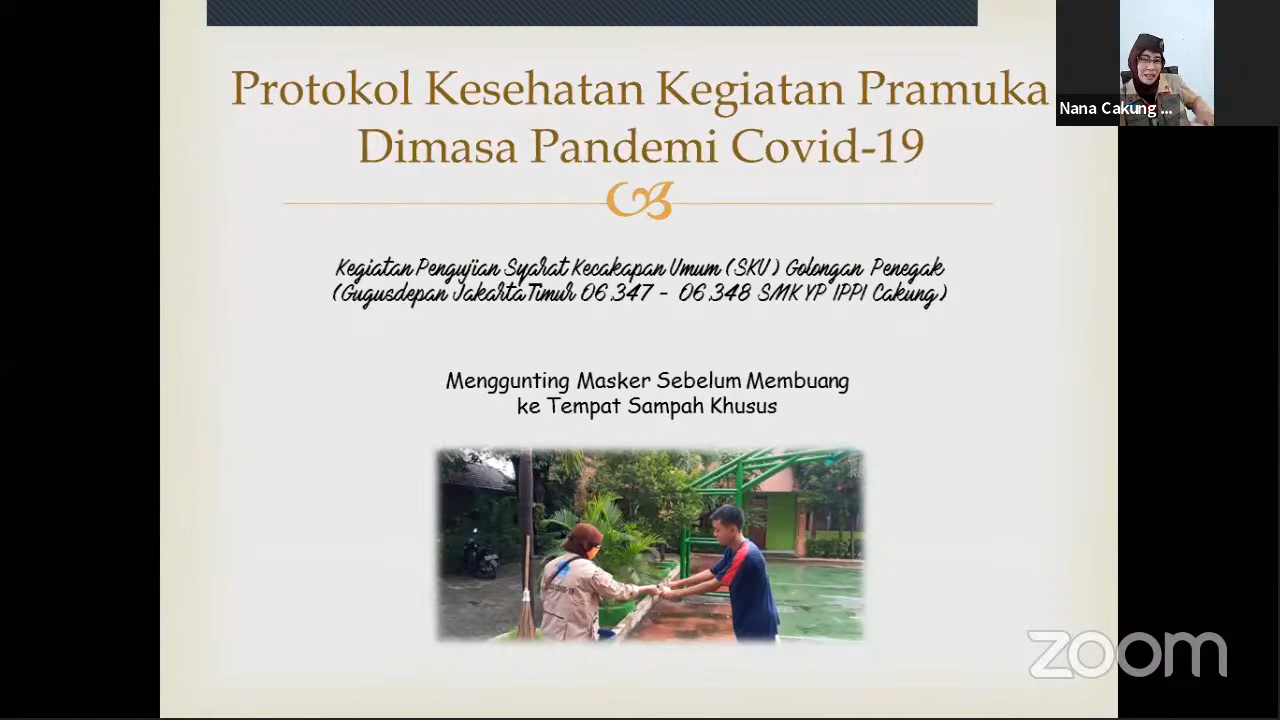 Protokol Kesehatan Kegiatan Pramuka
Dimasa Pandemi Covid-19
Nana Cakung ...
Kegiatan Pengujian Syarat Kecakapan Umum (SKU) Golongan Penegak
(Gugusdepan Jakarta Timur 06.347 - 06.348 SMK YP IPPI Cakung)
Menggunting Masker Sebelum Membuang
ke Tempat Sampah Khusus
zoom